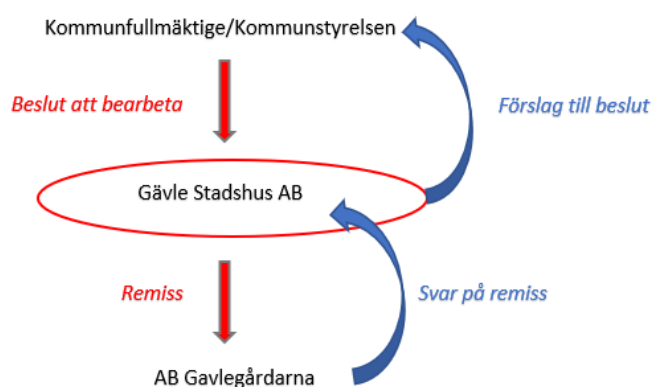 Kommunfullmäktige/Kommunstyrelsen
Beslut att bearbeta
Förslag till beslut
Gävle Stadshus AB
Remiss
Svar på remiss
AB Gavlegårdarna